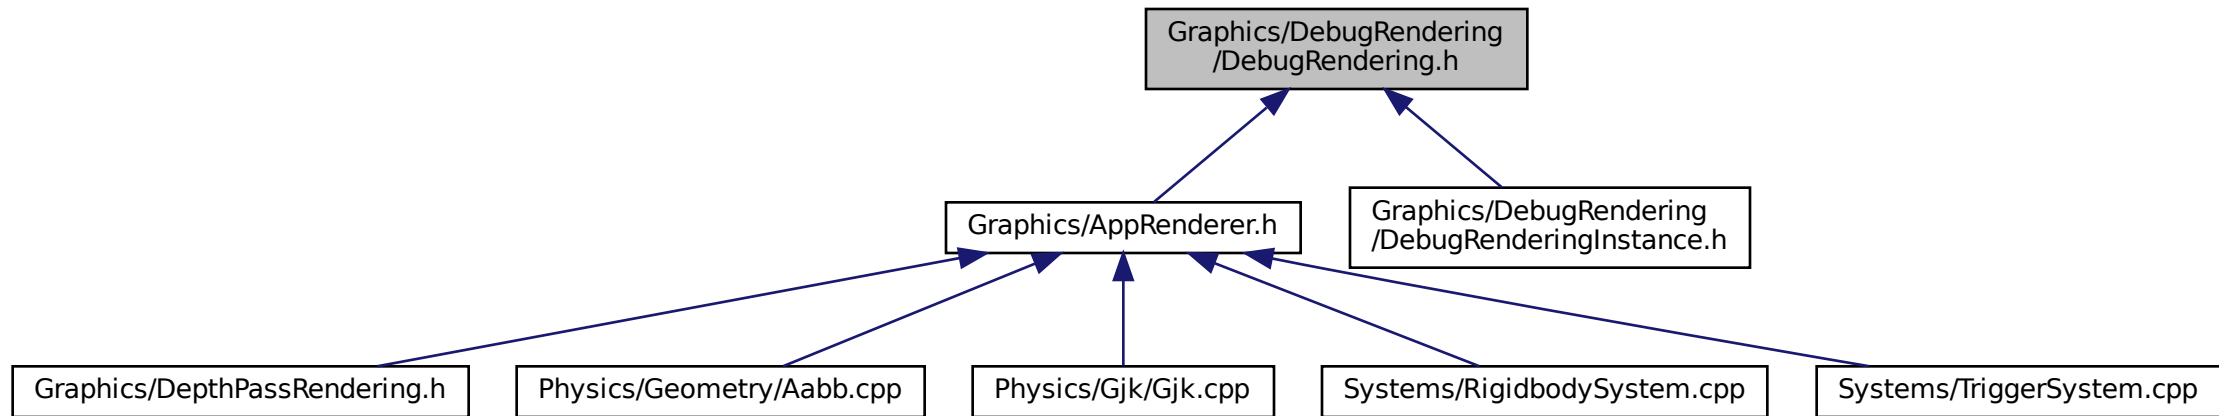 Graphics/DebugRendering
/DebugRendering.h
Graphics/AppRenderer.h
Graphics/DebugRendering
/DebugRenderingInstance.h
Graphics/DepthPassRendering.h
Physics/Geometry/Aabb.cpp
Physics/Gjk/Gjk.cpp
Systems/RigidbodySystem.cpp
Systems/TriggerSystem.cpp